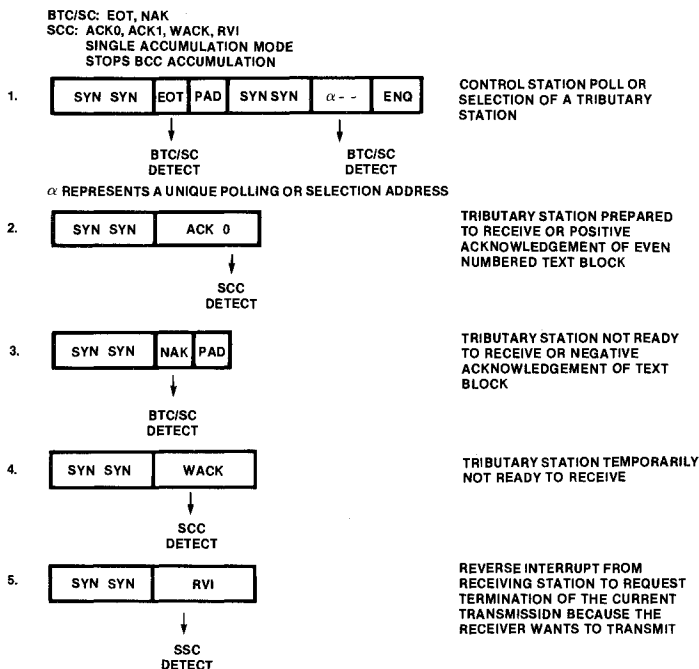 BTC/SC: EOT, NAK
SCC: ACK0, ACK1, WACK, RVI
SINGLE ACCUMULATION MODE
STOPS BCC ACCUMULATION
1.
SYN SYN EOT PAD SYN SYN α - - ENQ
CONTROL STATION POLL OR
SELECTION OF A TRIBUTARY
STATION
BTC/SC
DETECT
BTC/SC
DETECT
α REPRESENTS A UNIQUE POLLING OR SELECTION ADDRESS
2.
SYN SYN ACK 0
TRIBUTARY STATION PREPARED
TO RECEIVE OR POSITIVE
ACKNOWLEDGEMENT OF EVEN
NUMBERED TEXT BLOCK
SCC
DETECT
3.
SYN SYN NAK PAD
TRIBUTARY STATION NOT READY
TO RECEIVE OR NEGATIVE
ACKNOWLEDGEMENT OF TEXT
BLOCK
BTC/SC
DETECT
4.
SYN SYN WACK
TRIBUTARY STATION TEMPORARILY
NOT READY TO RECEIVE
SCC
DETECT
5.
SYN SYN RVI
REVERSE INTERRUPT FROM
RECEIVING STATION TO REQUEST
TERMINATION OF THE CURRENT
TRANSMISSION BECAUSE THE
RECEIVER WANTS TO TRANSMIT
SSC
DETECT